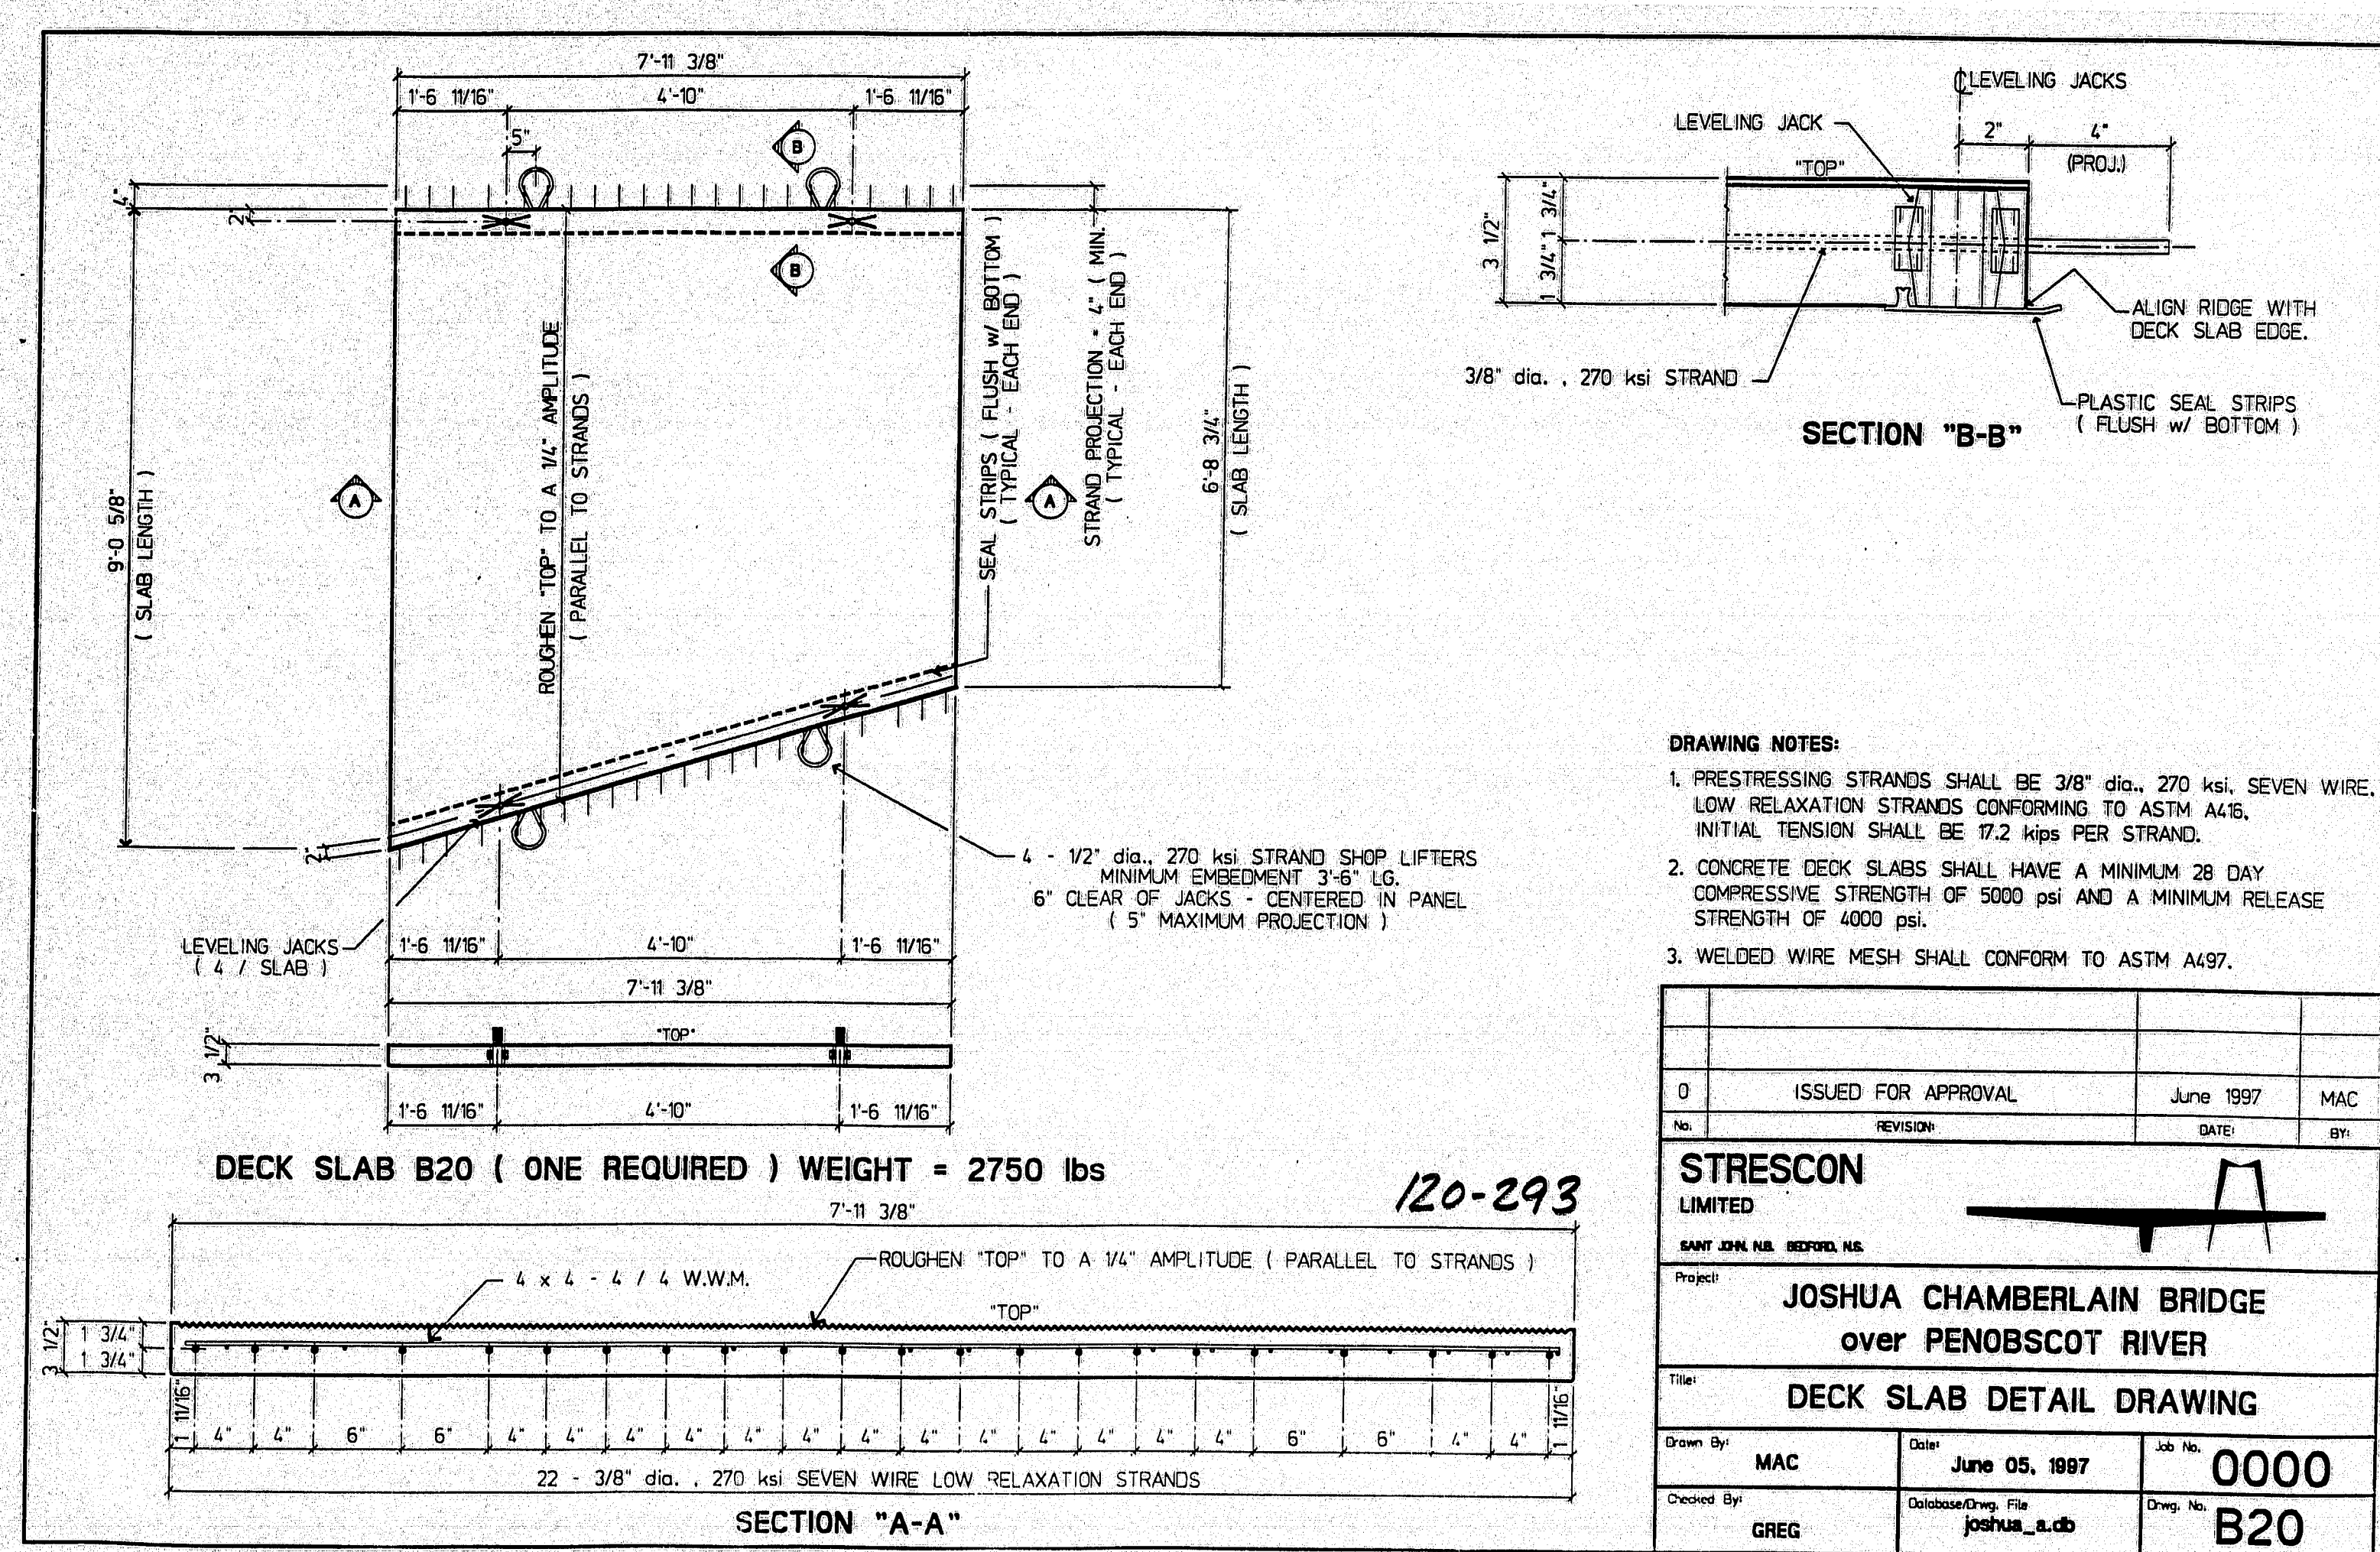 7'-11 3/8"
1'-6 11/16"
4'-10"
1'-6 11/16"
5"
B
4"
2"
B
9'-0 5/8"
( SLAB LENGTH )
A
ROUGHEN "TOP" TO A 1/4" AMPLITUDE
( PARALLEL TO STRANDS )
SEAL STRIPS ( FLUSH w/ BOTTOM )
( TYPICAL - EACH END )
A
STRAND PROJECTION = 4" ( MIN. )
( TYPICAL - EACH END )
6'-8 3/4"
( SLAB LENGTH )
2"
LEVELING JACKS
( 4 / SLAB )
4 - 1/2" dia., 270 ksi STRAND SHOP LIFTERS
MINIMUM EMBEDMENT 3'-6" LG.
6" CLEAR OF JACKS - CENTERED IN PANEL
( 5" MAXIMUM PROJECTION )
1'-6 11/16"
4'-10"
1'-6 11/16"
7'-11 3/8"
"TOP"
3 1/2"
1'-6 11/16"
4'-10"
1'-6 11/16"
DECK SLAB B20 ( ONE REQUIRED ) WEIGHT = 2750 lbs
120-293
7'-11 3/8"
ROUGHEN "TOP" TO A 1/4" AMPLITUDE ( PARALLEL TO STRANDS )
4 x 4 - 4 / 4 W.W.M.
"TOP"
3 1/2"
1 3/4"
1 3/4"
1 11/16"
4" 4" 6" 6" 4" 4" 4" 4" 4" 4" 4" 4" 4" 4" 4" 4" 4" 6" 6" 4" 4"
1 11/16"
22 - 3/8" dia. , 270 ksi SEVEN WIRE LOW RELAXATION STRANDS
SECTION "A-A"
℄ LEVELING JACKS
LEVELING JACK
2"
4"
(PROJ.)
"TOP"
3 1/2"
1 3/4"
1 3/4"
ALIGN RIDGE WITH
DECK SLAB EDGE.
3/8" dia. , 270 ksi STRAND
PLASTIC SEAL STRIPS
( FLUSH w/ BOTTOM )
SECTION "B-B"
DRAWING NOTES:
1. PRESTRESSING STRANDS SHALL BE 3/8" dia., 270 ksi, SEVEN WIRE,
LOW RELAXATION STRANDS CONFORMING TO ASTM A416.
INITIAL TENSION SHALL BE 17.2 kips PER STRAND.
2. CONCRETE DECK SLABS SHALL HAVE A MINIMUM 28 DAY
COMPRESSIVE STRENGTH OF 5000 psi AND A MINIMUM RELEASE
STRENGTH OF 4000 psi.
3. WELDED WIRE MESH SHALL CONFORM TO ASTM A497.
0 ISSUED FOR APPROVAL June 1997 MAC
No. REVISION: DATE: BY:
STRESCON
LIMITED
SAINT JOHN, N.B. BEDFORD, N.S.
Project:
JOSHUA CHAMBERLAIN BRIDGE
over PENOBSCOT RIVER
Title:
DECK SLAB DETAIL DRAWING
Drawn By:
MAC
Date:
June 05, 1997
Job No.
0000
Checked By:
GREG
Database/Drwg. File
joshua_a.db
Drwg. No.
B20